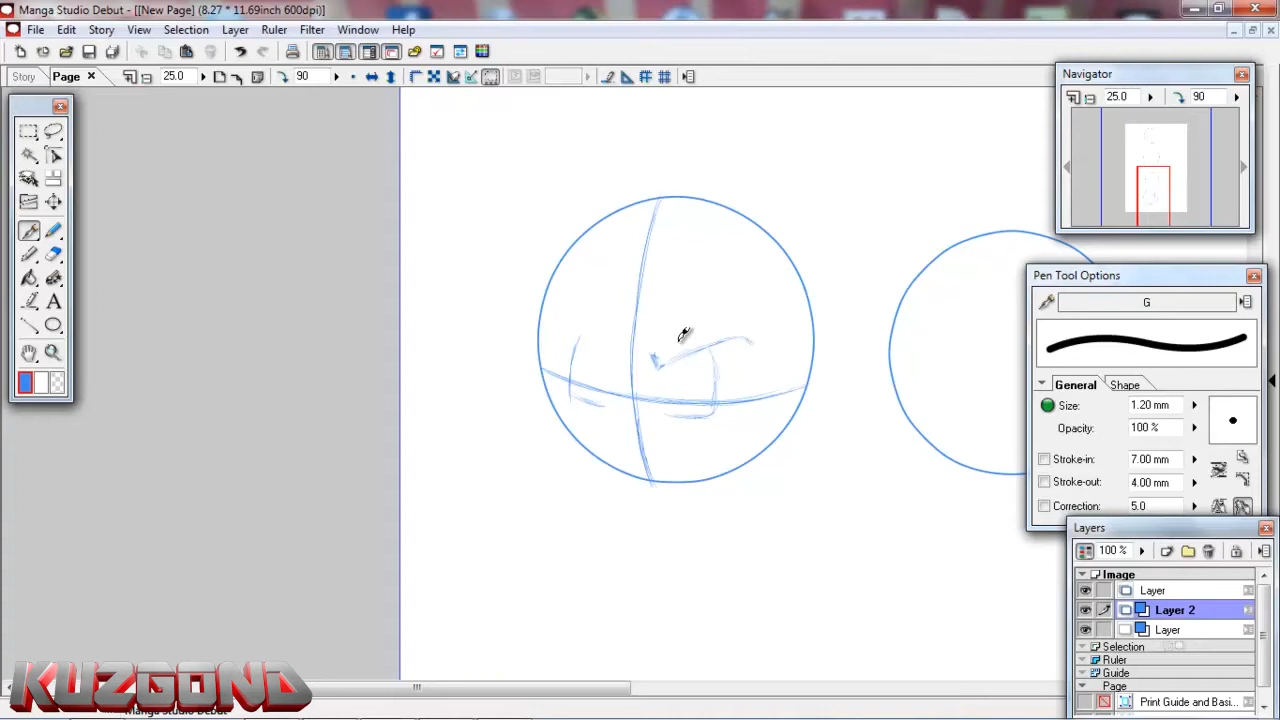 Manga Studio Debut - [[New Page] (8.27 * 11.69inch 600dpi)]
File Edit Story View Selection Layer Ruler Filter Window Help
Story Page 25.0 90
Navigator
25.0 90
Pen Tool Options
G
General Shape
Size: 1.20 mm
Opacity: 100 %
Stroke-in: 7.00 mm
Stroke-out: 4.00 mm
Correction: 5.0
Layers
100 %
Image
Layer
Layer 2
Layer
Selection
Ruler
Guide
Page
Print Guide and Basi...
A
KUZGOND